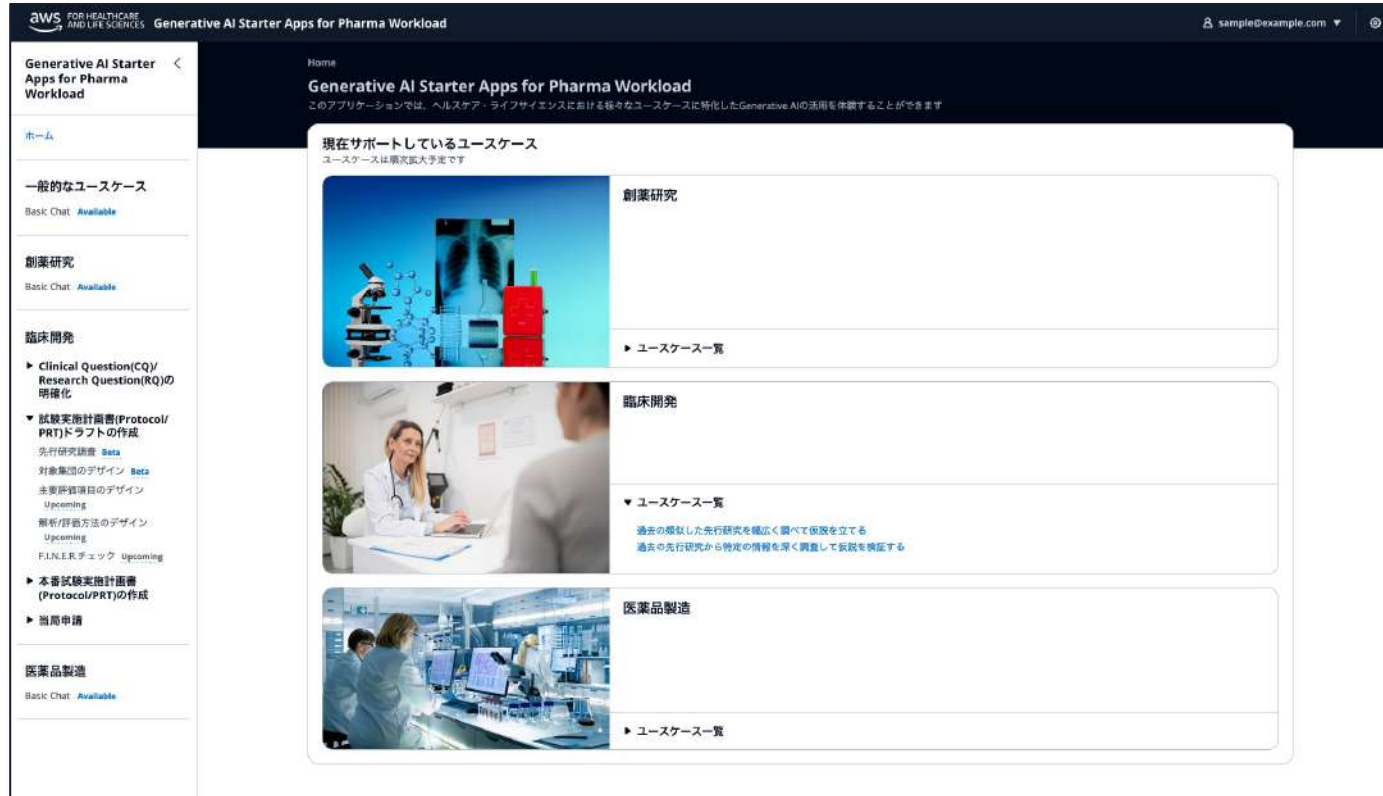 aws FOR HEALTHCARE AND LIFE SCIENCES Generative AI Starter Apps for Pharma Workload
sample@example.com ▼
Generative AI Starter
Apps for Pharma
Workload
ホーム
一般的なユースケース
Basic Chat Available
創薬研究
Basic Chat Available
臨床開発
▶ Clinical Question(CQ)/
Research Question(RQ)の
明確化
▼ 試験実施計画書(Protocol/
PRT)ドラフトの作成
先行研究調査 Beta
対象集団のデザイン Beta
主要評価項目のデザイン
Upcoming
解析/評価方法のデザイン
Upcoming
F.I.N.E.R.チェック Upcoming
▶ 本番試験実施計画書
(Protocol/PRT)の作成
▶ 当局申請
医薬品製造
Basic Chat Available
Home
Generative AI Starter Apps for Pharma Workload
このアプリケーションでは、ヘルスケア・ライフサイエンスにおける様々なユースケースに特化したGenerative AIの活用を体験することができます
現在サポートしているユースケース
ユースケースは順次拡大予定です
創薬研究
▶ ユースケース一覧
臨床開発
▼ ユースケース一覧
過去の類似した先行研究を幅広く調べて仮説を立てる
過去の先行研究から特定の情報を深く調査して仮説を検証する
医薬品製造
▶ ユースケース一覧